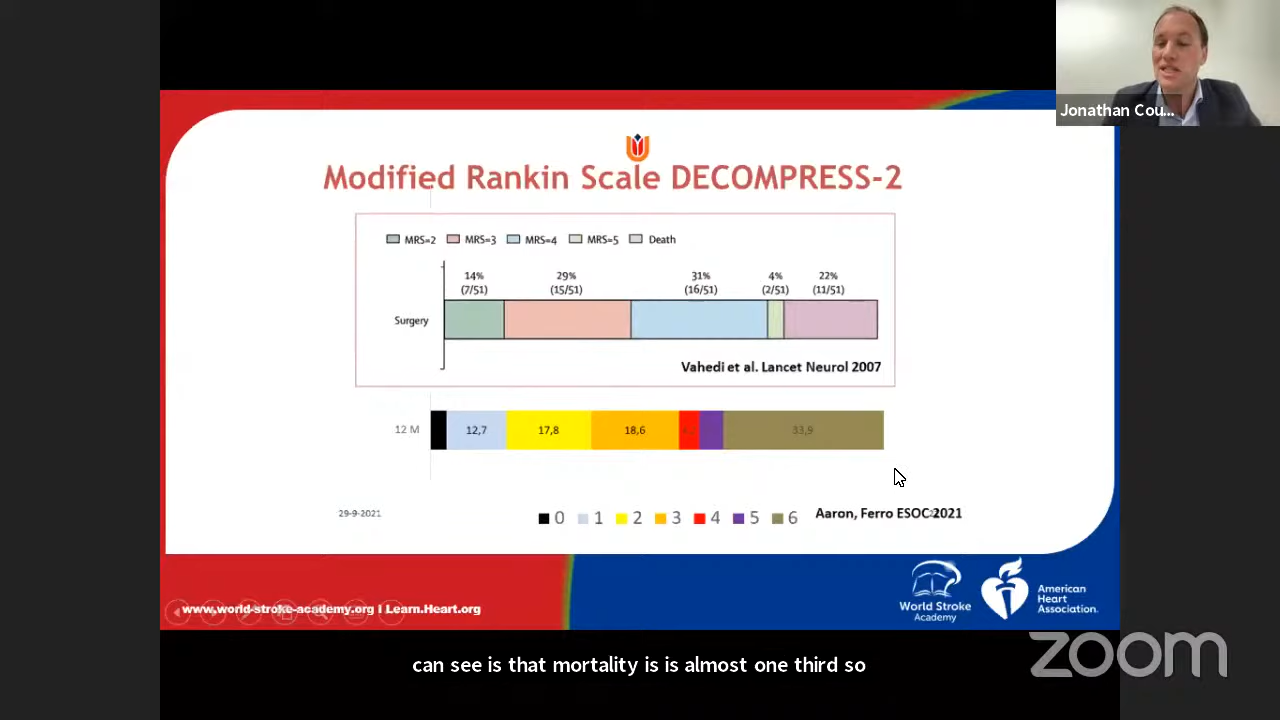 Jonathan Cou...
Modified Rankin Scale DECOMPRESS-2
MRS=2 MRS=3 MRS=4 MRS=5 Death
14% 29% 31% 4% 22%
(7/51) (15/51) (16/51) (2/51) (11/51)
Surgery
Vahedi et al. Lancet Neurol 2007
12 M 12,7 17,8 18,6 33,9
29-9-2021
0 1 2 3 4 5 6
Aaron, Ferro ESOC 2021
www.world-stroke-academy.org I Learn.Heart.org
World Stroke
Academy
American
Heart
Association.
can see is that mortality is is almost one third so
zoom